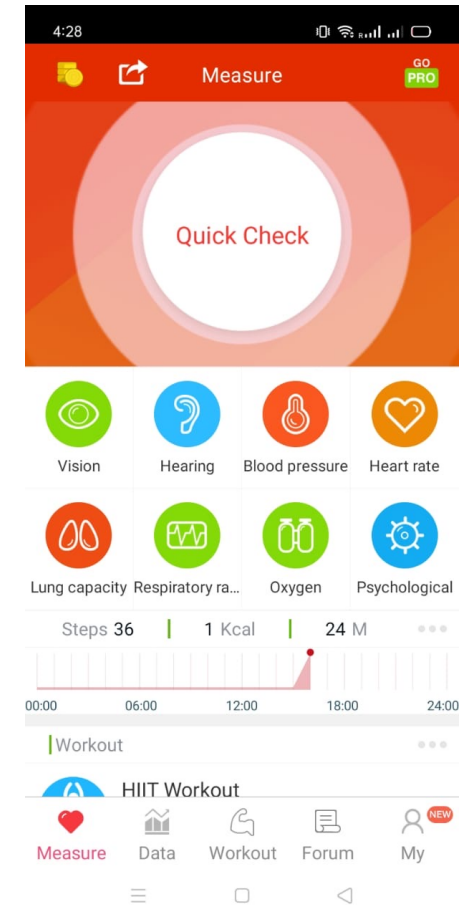 4:28
Measure
GO
PRO
Quick Check
Vision Hearing Blood pressure Heart rate
Lung capacity Respiratory ra... Oxygen Psychological
Steps 36 1 Kcal 24 M
00:00 06:00 12:00 18:00 24:00
Workout
HIIT Workout
NEW
Measure Data Workout Forum My